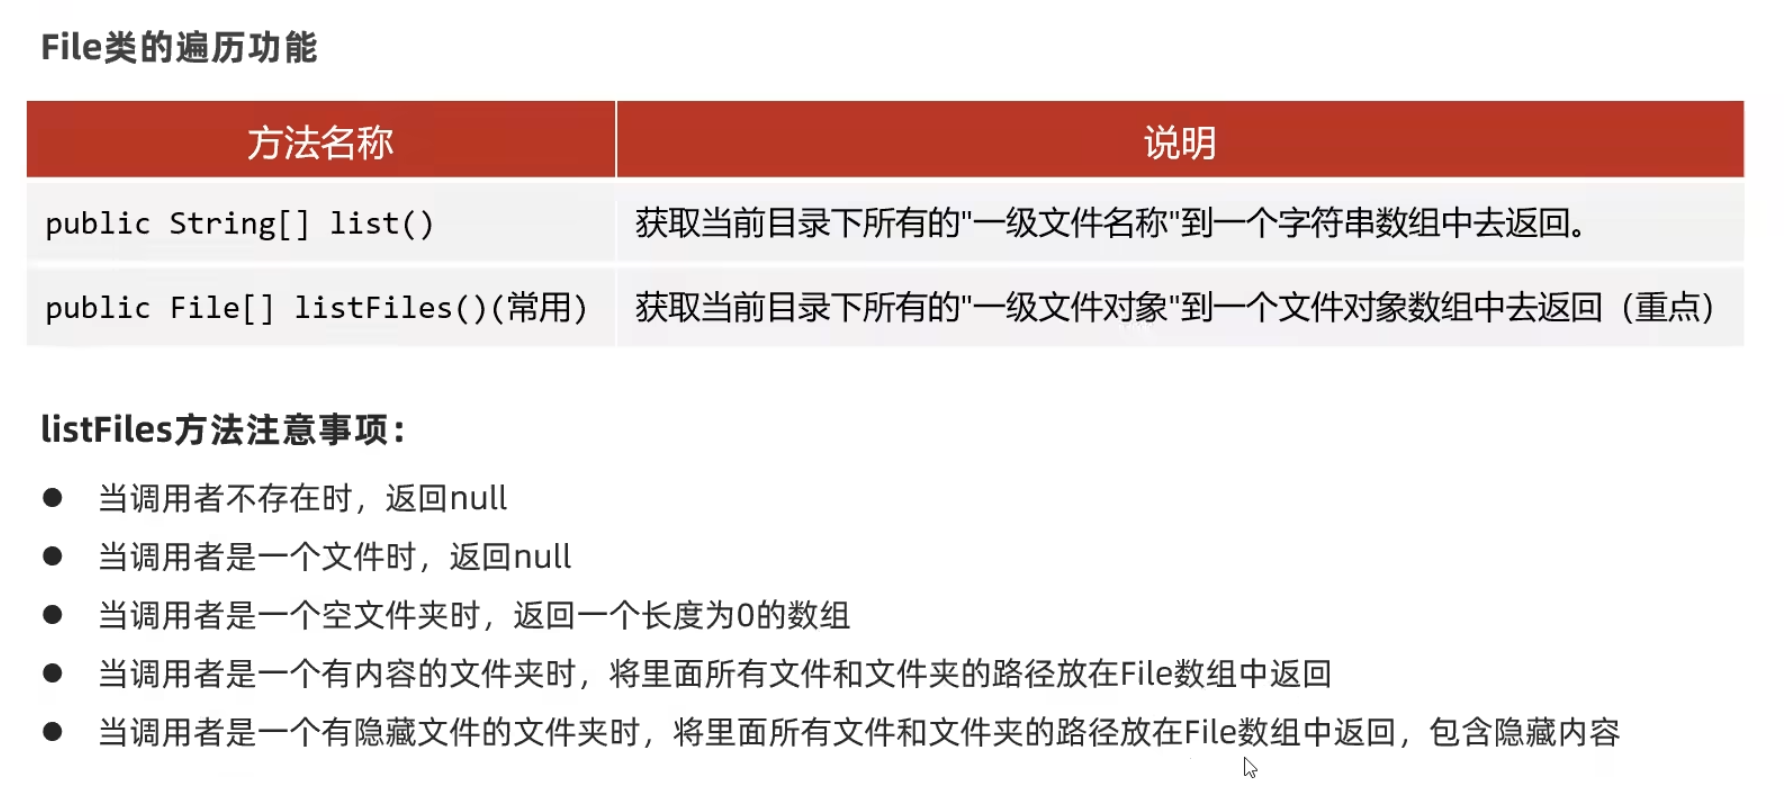 File类的遍历功能
方法名称 说明
public String[] list() 获取当前目录下所有的"一级文件名称"到一个字符串数组中去返回。
public File[] listFiles()(常用) 获取当前目录下所有的"一级文件对象"到一个文件对象数组中去返回（重点）
listFiles方法注意事项：
● 当调用者不存在时，返回null
● 当调用者是一个文件时，返回null
● 当调用者是一个空文件夹时，返回一个长度为0的数组
● 当调用者是一个有内容的文件夹时，将里面所有文件和文件夹的路径放在File数组中返回
● 当调用者是一个有隐藏文件的文件夹时，将里面所有文件和文件夹的路径放在File数组中返回，包含隐藏内容